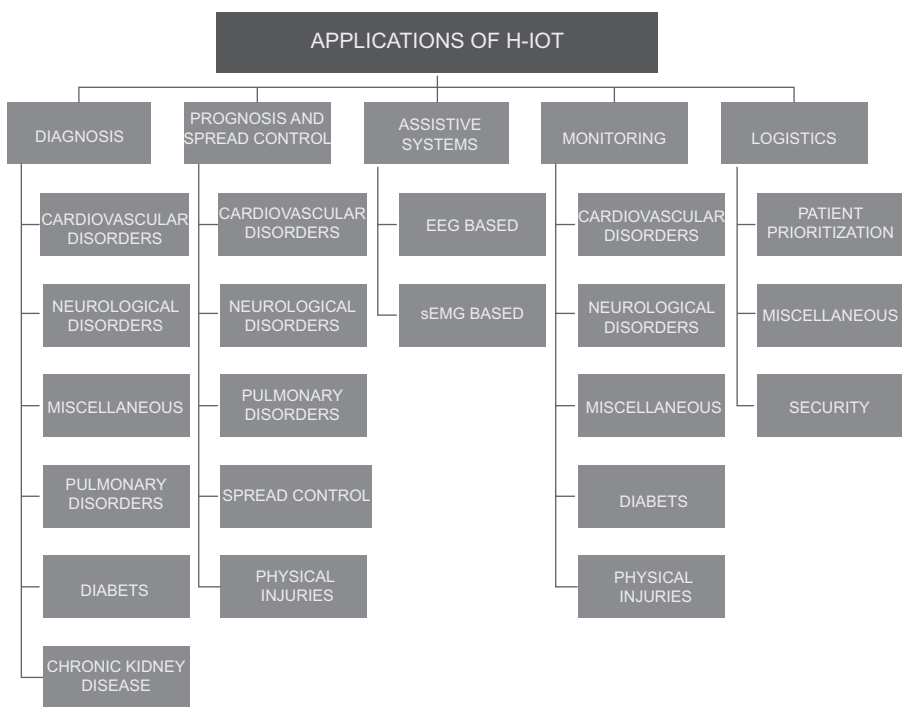 APPLICATIONS OF H-IOT
DIAGNOSIS
CARDIOVASCULAR
DISORDERS
NEUROLOGICAL
DISORDERS
MISCELLANEOUS
PULMONARY
DISORDERS
DIABETS
CHRONIC KIDNEY
DISEASE
PROGNOSIS AND
SPREAD CONTROL
CARDIOVASCULAR
DISORDERS
NEUROLOGICAL
DISORDERS
PULMONARY
DISORDERS
SPREAD CONTROL
PHYSICAL
INJURIES
ASSISTIVE
SYSTEMS
EEG BASED
sEMG BASED
MONITORING
CARDIOVASCULAR
DISORDERS
NEUROLOGICAL
DISORDERS
MISCELLANEOUS
DIABETS
PHYSICAL
INJURIES
LOGISTICS
PATIENT
PRIORITIZATION
MISCELLANEOUS
SECURITY